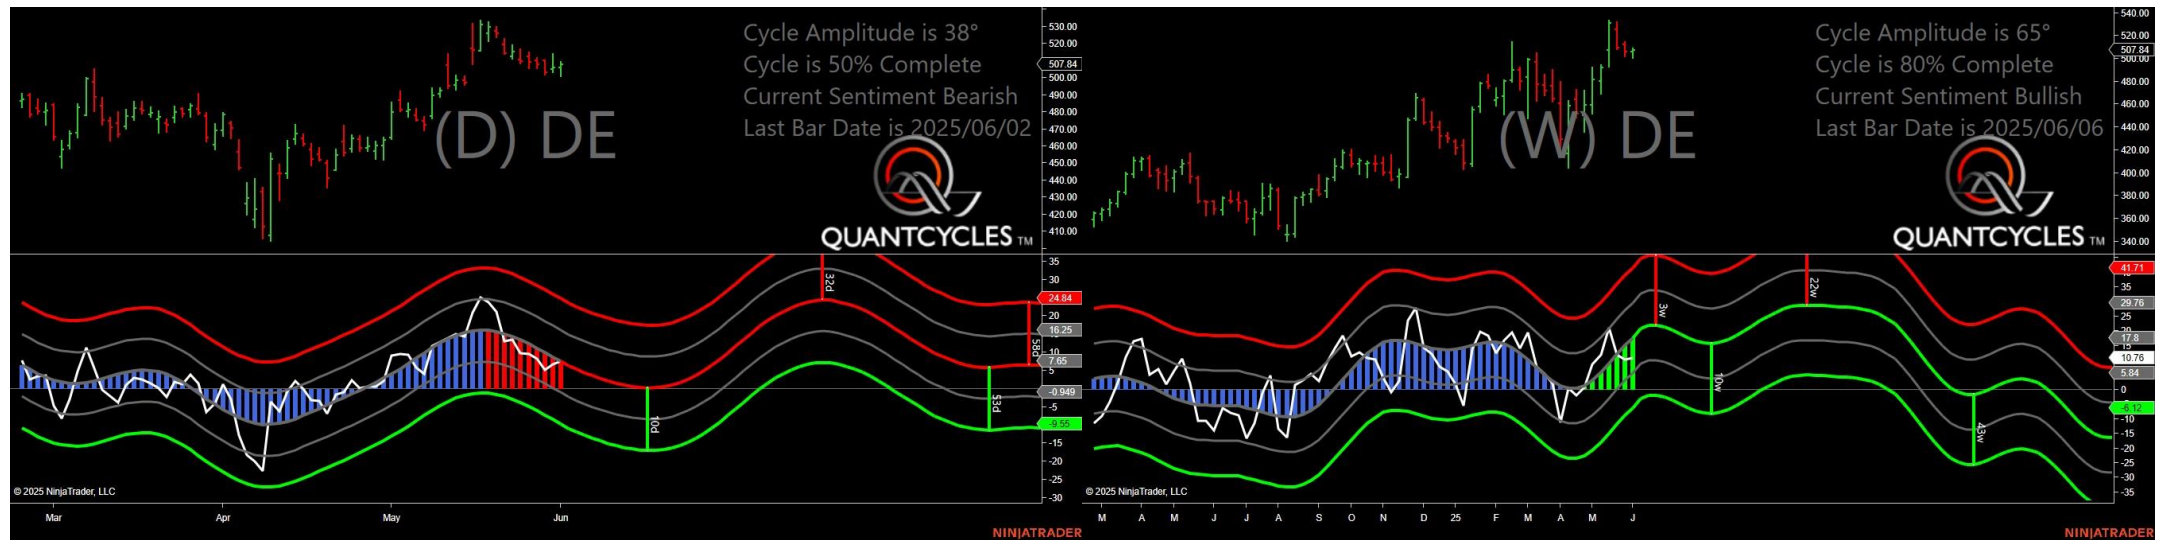 Cycle Amplitude is 38°
Cycle is 50% Complete
Current Sentiment Bearish
Last Bar Date is 2025/06/02
(D) DE
QUANTCYCLES TM
530.00
520.00
507.84
500.00
490.00
480.00
470.00
460.00
450.00
440.00
430.00
420.00
410.00
35
30
24.84
20
16.25
10
7.65
5
-0.949
-5
-9.55
-15
-20
-25
-30
32d
58d
53d
10d
© 2025 NinjaTrader, LLC
Mar
Apr
May
Jun
NINJATRADER
Cycle Amplitude is 65°
Cycle is 80% Complete
Current Sentiment Bullish
Last Bar Date is 2025/06/06
(W) DE
QUANTCYCLES TM
540.00
520.00
507.84
500.00
480.00
460.00
440.00
420.00
400.00
380.00
360.00
340.00
41.71
35
29.76
25
17.8
15
10.76
5.84
0
-6.12
-10
-15
-20
-25
-30
-35
3w
22w
10w
43w
© 2025 NinjaTrader, LLC
M A M J J A S O N D 25 F M A M J
NINJATRADER